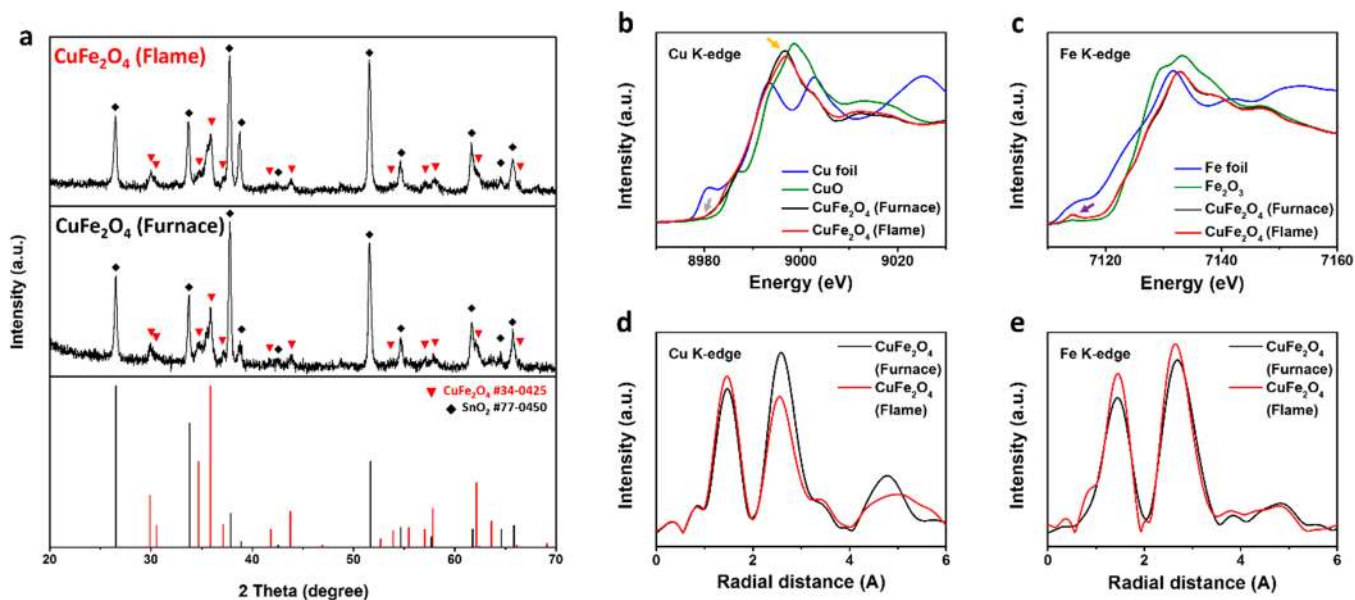 a
CuFe2O4 (Flame)
CuFe2O4 (Furnace)
Intensity (a.u.)
CuFe2O4 #34-0425
SnO2 #77-0450
20 30 40 50 60 70
2 Theta (degree)
b
Cu K-edge
Intensity (a.u.)
Cu foil
CuO
CuFe2O4 (Furnace)
CuFe2O4 (Flame)
8980 9000 9020
Energy (eV)
c
Fe K-edge
Intensity (a.u.)
Fe foil
Fe2O3
CuFe2O4 (Furnace)
CuFe2O4 (Flame)
7120 7140 7160
Energy (eV)
d
Cu K-edge
Intensity (a.u.)
CuFe2O4
(Furnace)
CuFe2O4
(Flame)
0 2 4 6
Radial distance (A)
e
Fe K-edge
Intensity (a.u.)
CuFe2O4
(Furnace)
CuFe2O4
(Flame)
0 2 4 6
Radial distance (A)